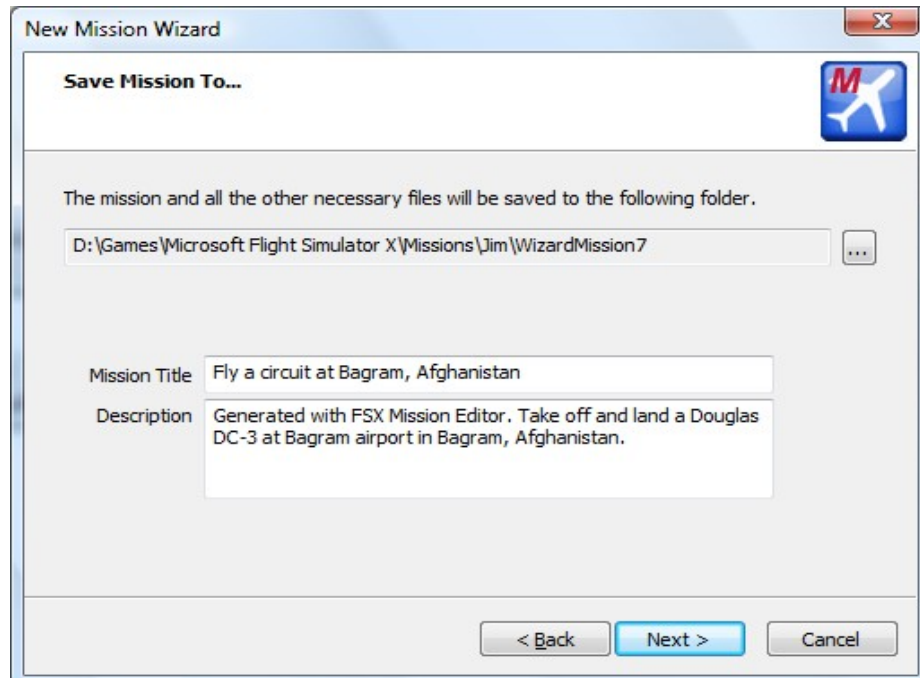 New Mission Wizard
Save Mission To...
M
The mission and all the other necessary files will be saved to the following folder.
D:\Games\Microsoft Flight Simulator X\Missions\Jim\WizardMission7
...
Mission Title Fly a circuit at Bagram, Afghanistan
Description Generated with FSX Mission Editor. Take off and land a Douglas
DC-3 at Bagram airport in Bagram, Afghanistan.
< Back Next > Cancel